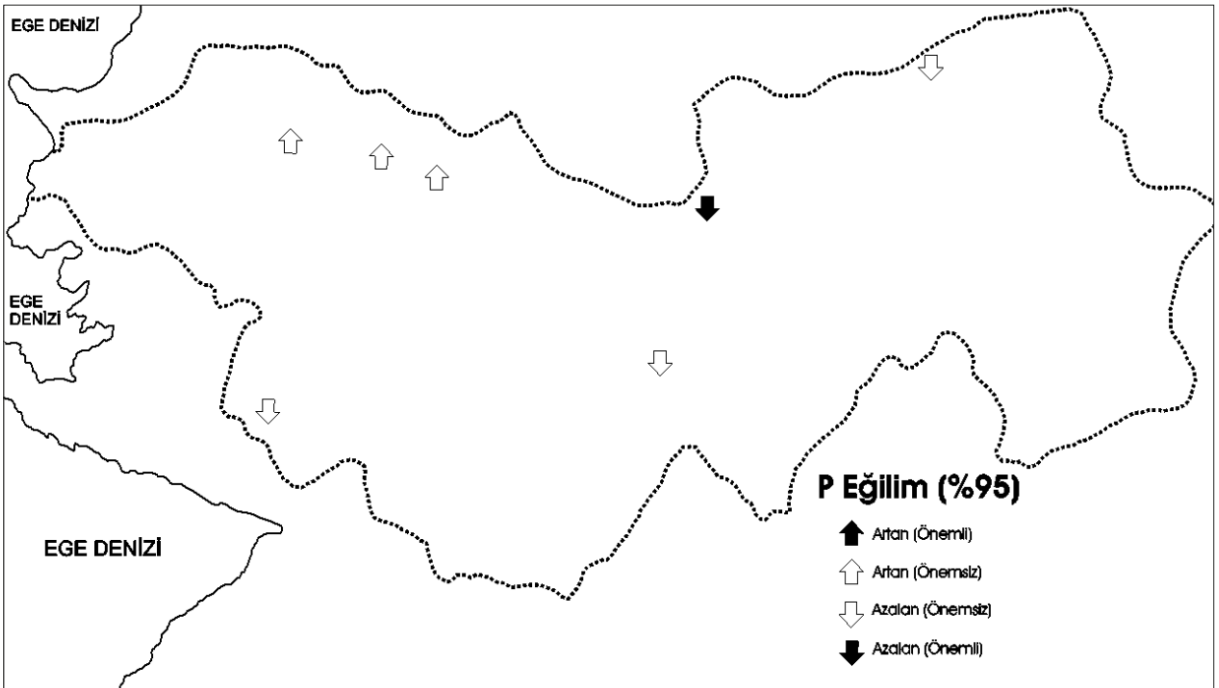 EGE DENİZİ
EGE
DENİZİ
EGE DENİZİ
P Eğilim (%95)
Artan (Önemli)
Artan (Önemsiz)
Azalan (Önemsiz)
Azalan (Önemli)